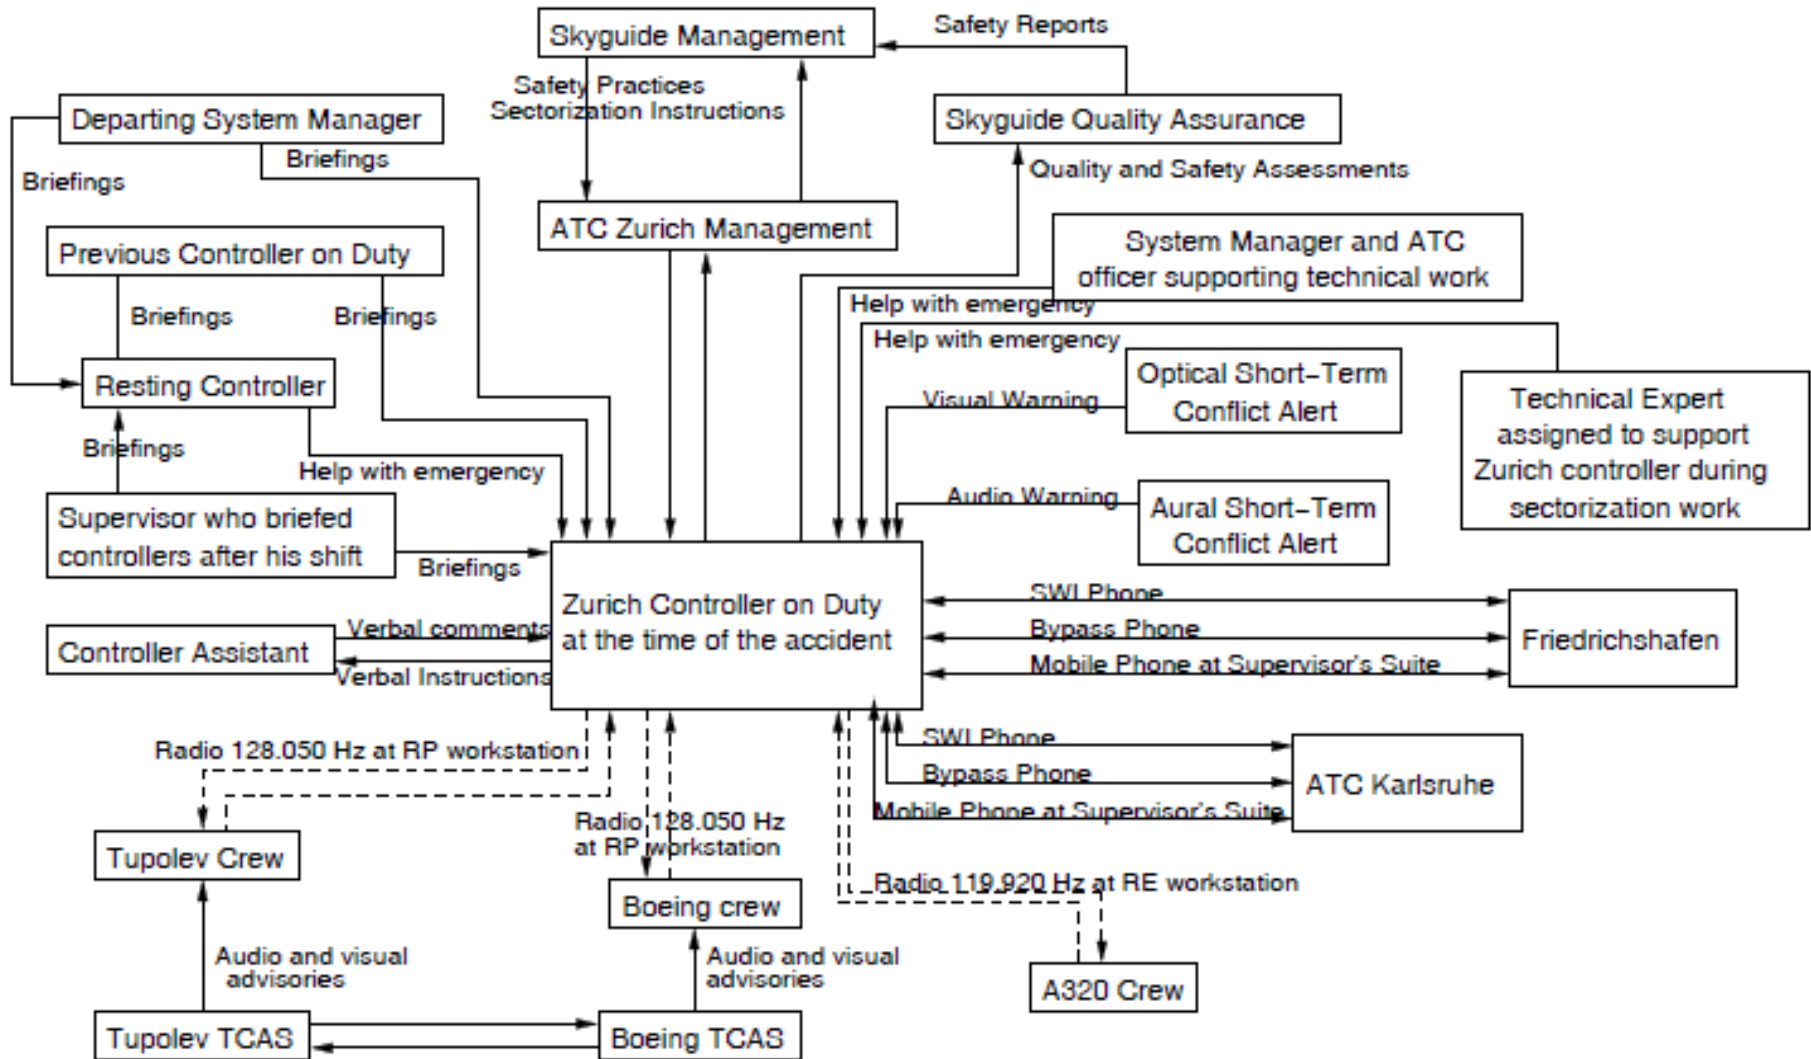 Skyguide Management
Safety Reports
Safety Practices
Sectorization Instructions
Departing System Manager
Skyguide Quality Assurance
Briefings
Briefings
Quality and Safety Assessments
Previous Controller on Duty
ATC Zurich Management
System Manager and ATC
officer supporting technical work
Briefings
Briefings
Help with emergency
Help with emergency
Resting Controller
Optical Short-Term
Conflict Alert
Visual Warning
Technical Expert
assigned to support
Zurich controller during
sectorization work
Briefings
Help with emergency
Audio Warning
Aural Short-Term
Conflict Alert
Supervisor who briefed
controllers after his shift
Briefings
Zurich Controller on Duty
at the time of the accident
SWI Phone
Bypass Phone
Mobile Phone at Supervisor's Suite
Friedrichshafen
Controller Assistant
Verbal comments
Verbal Instructions
Radio 128.050 Hz at RP workstation
SWI Phone
Bypass Phone
Mobile Phone at Supervisor's Suite
ATC Karlsruhe
Radio 128.050 Hz
at RP workstation
Tupolev Crew
Radio 119.920 Hz at RE workstation
Boeing crew
Audio and visual
advisories
Audio and visual
advisories
A320 Crew
Tupolev TCAS
Boeing TCAS